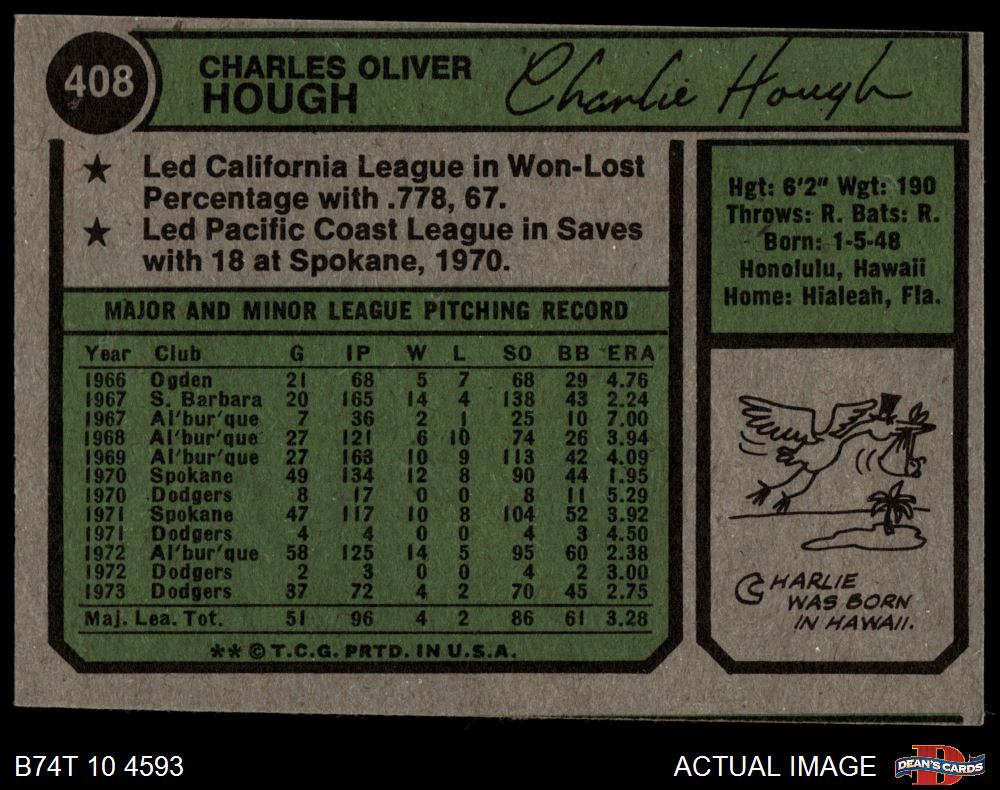 408
CHARLES OLIVER
HOUGH
Charlie Hough
★ Led California League in Won-Lost
Percentage with .778, 67.
★ Led Pacific Coast League in Saves
with 18 at Spokane, 1970.
MAJOR AND MINOR LEAGUE PITCHING RECORD
Year Club G IP W L SO BB ERA
1966 Ogden 21 68 5 7 68 29 4.76
1967 S. Barbara 20 165 14 4 138 43 2.24
1967 Al'bur'que 7 36 2 1 25 10 7.00
1968 Al'bur'que 27 121 6 10 74 26 3.94
1969 Al'bur'que 27 163 10 9 113 42 4.09
1970 Spokane 49 134 12 8 90 44 1.95
1970 Dodgers 8 17 0 0 8 11 5.29
1971 Spokane 47 117 10 8 104 52 3.92
1971 Dodgers 4 4 0 0 4 3 4.50
1972 Al'bur'que 58 125 14 5 95 60 2.38
1972 Dodgers 2 3 0 0 4 2 3.00
1973 Dodgers 37 72 4 2 70 45 2.75
Maj. Lea. Tot. 51 96 4 2 86 61 3.28
** © T.C.G. PRTD. IN U.S.A.
Hgt: 6'2" Wgt: 190
Throws: R. Bats: R.
Born: 1-5-48
Honolulu, Hawaii
Home: Hialeah, Fla.
CHARLIE
WAS BORN
IN HAWAII.
B74T 10 4593
ACTUAL IMAGE
DEAN'S CARDS